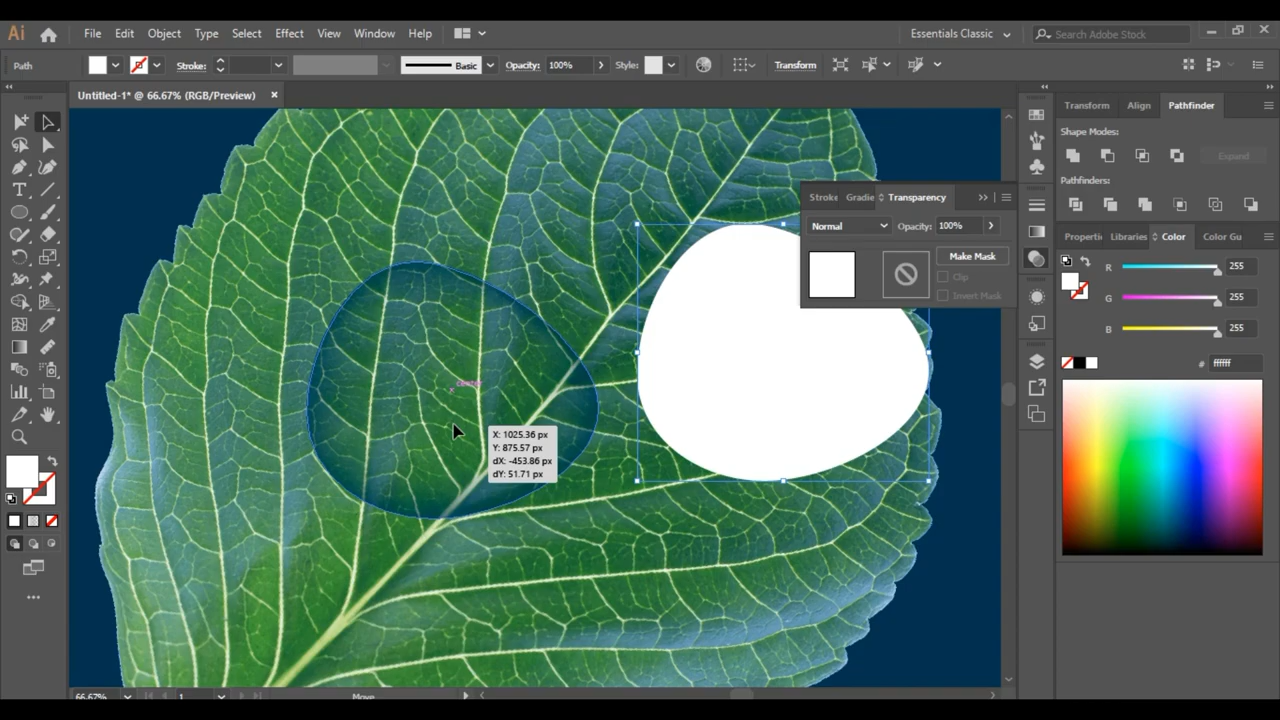 Ai File Edit Object Type Select Effect View Window Help Essentials Classic Search Adobe Stock
Path Stroke: Basic Opacity: 100% Style: Transform
Untitled-1* @ 66.67% (RGB/Preview) ×
Transform Align Pathfinder
Shape Modes:
Expand
Pathfinders:
Stroke Gradie Transparency
Normal Opacity: 100%
Make Mask
Clip
Invert Mask
Properti Libraries Color Color Gu
R 255
G 255
B 255
# ffffff
center
X: 1025.36 px
Y: 875.57 px
dX: -453.86 px
dY: 51.71 px
66.67% 1 Move